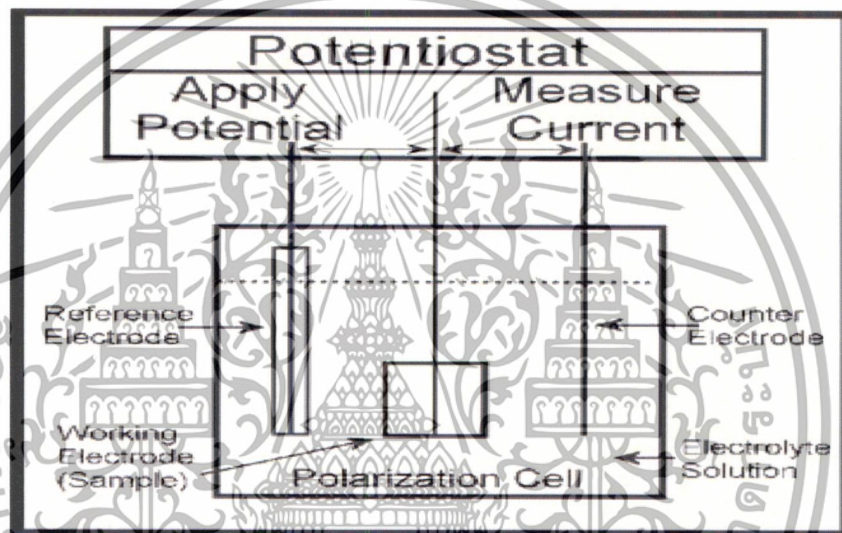 Potentiostat
Apply
Potential
Measure
Current
Reference
Electrode
Counter
Electrode
Working
Electrode
(Sample)
Electrolyte
Solution
Polarization Cell